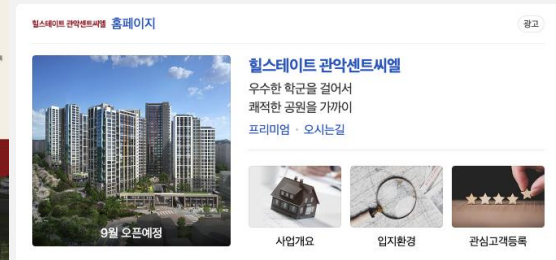 힐스테이트 관악센트씨엘 홈페이지
광고
힐스테이트 관악센트씨엘
우수한 학군을 걸어서
쾌적한 공원을 가까이
프리미엄 · 오시는길
9월 오픈예정
사업개요
입지환경
관심고객등록